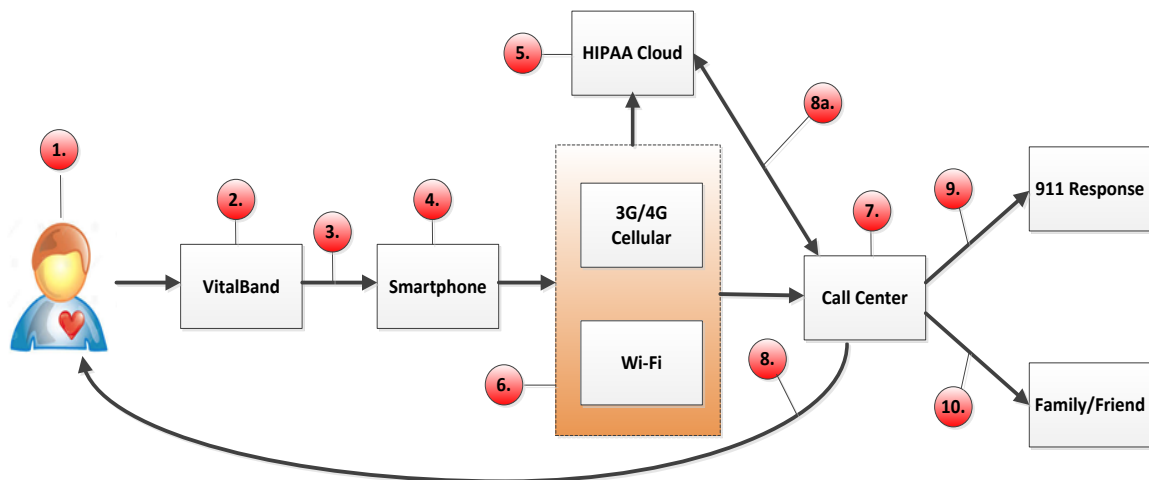 5.
HIPAA Cloud
8a.
1.
2.
3.
4.
3G/4G
Cellular
7.
9.
911 Response
VitalBand
Smartphone
Call Center
6.
Wi-Fi
8.
10.
Family/Friend